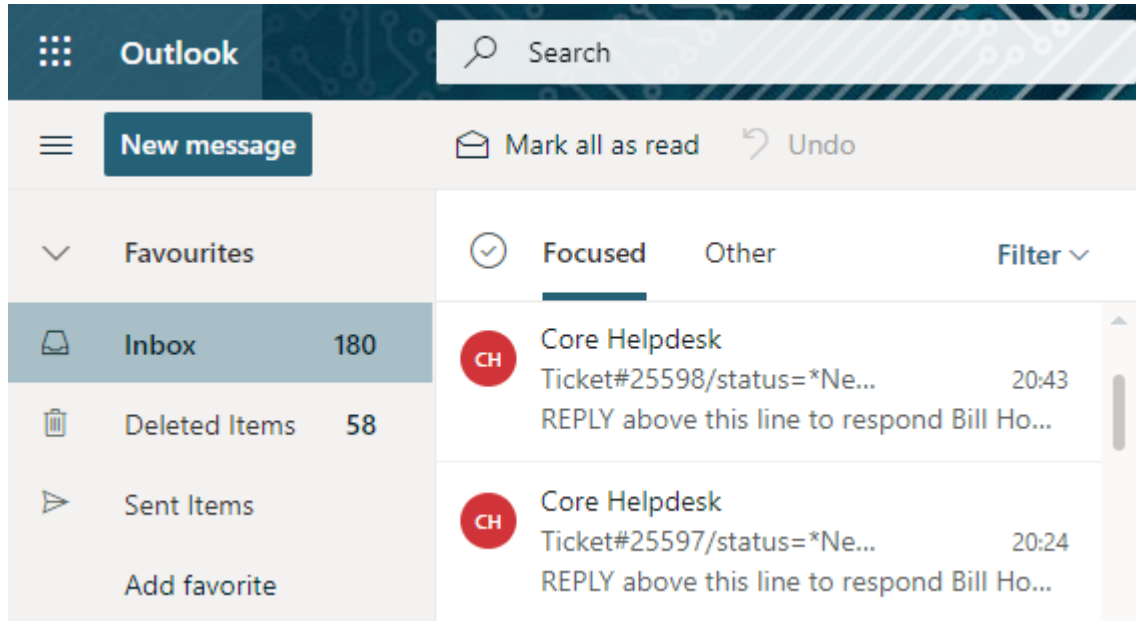 Outlook
Search
New message
Mark all as read
Undo
Favourites
Focused
Other
Filter
Inbox 180
CH
Core Helpdesk
Ticket#25598/status=*Ne... 20:43
REPLY above this line to respond Bill Ho...
Deleted Items 58
Sent Items
CH
Core Helpdesk
Ticket#25597/status=*Ne... 20:24
REPLY above this line to respond Bill Ho...
Add favorite